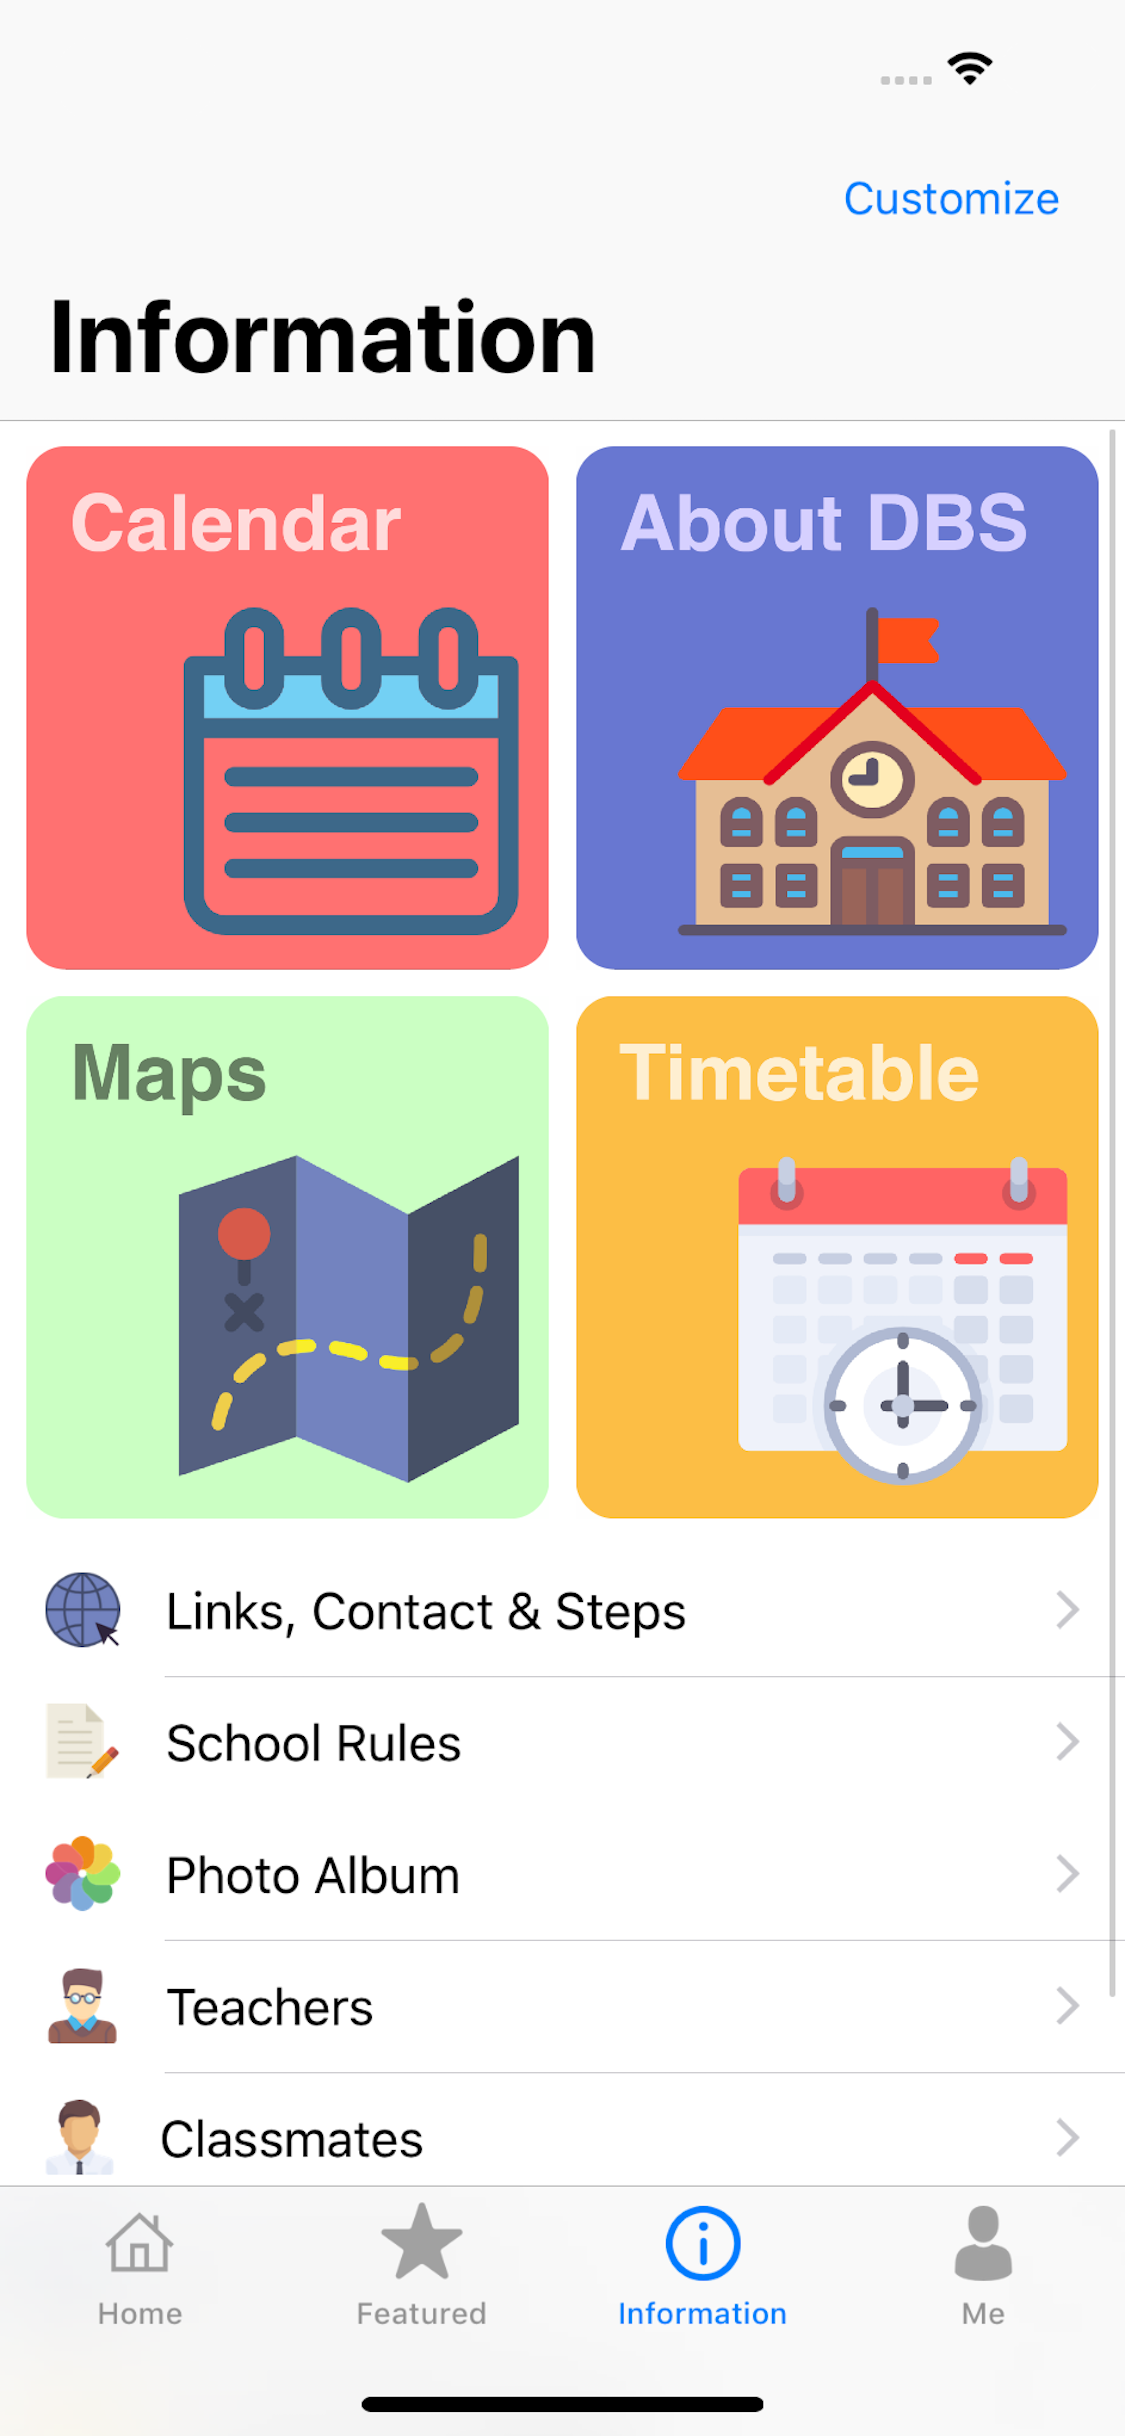 Customize
Information
Calendar
About DBS
Maps
Timetable
Links, Contact & Steps
School Rules
Photo Album
Teachers
Classmates
Home
Featured
Information
Me